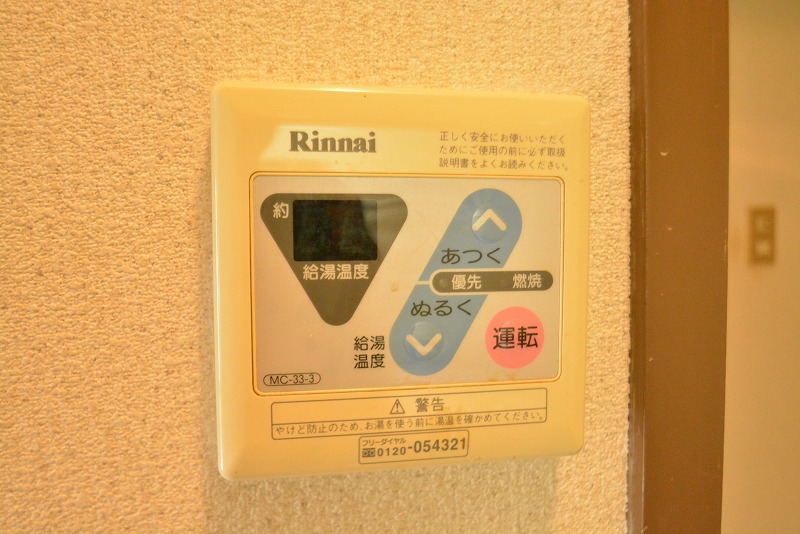 Rinnai
正しく安全にお使いいただく
ためにご使用の前に必ず取扱
説明書をよくお読みください。
約
給湯温度
あつく
優先 燃焼
ぬるく
給湯
温度
運転
MC-33-3
⚠ 警告
やけど防止のため、お湯を使う前に湯温を確かめてください。
フリーダイヤル
0120-054321